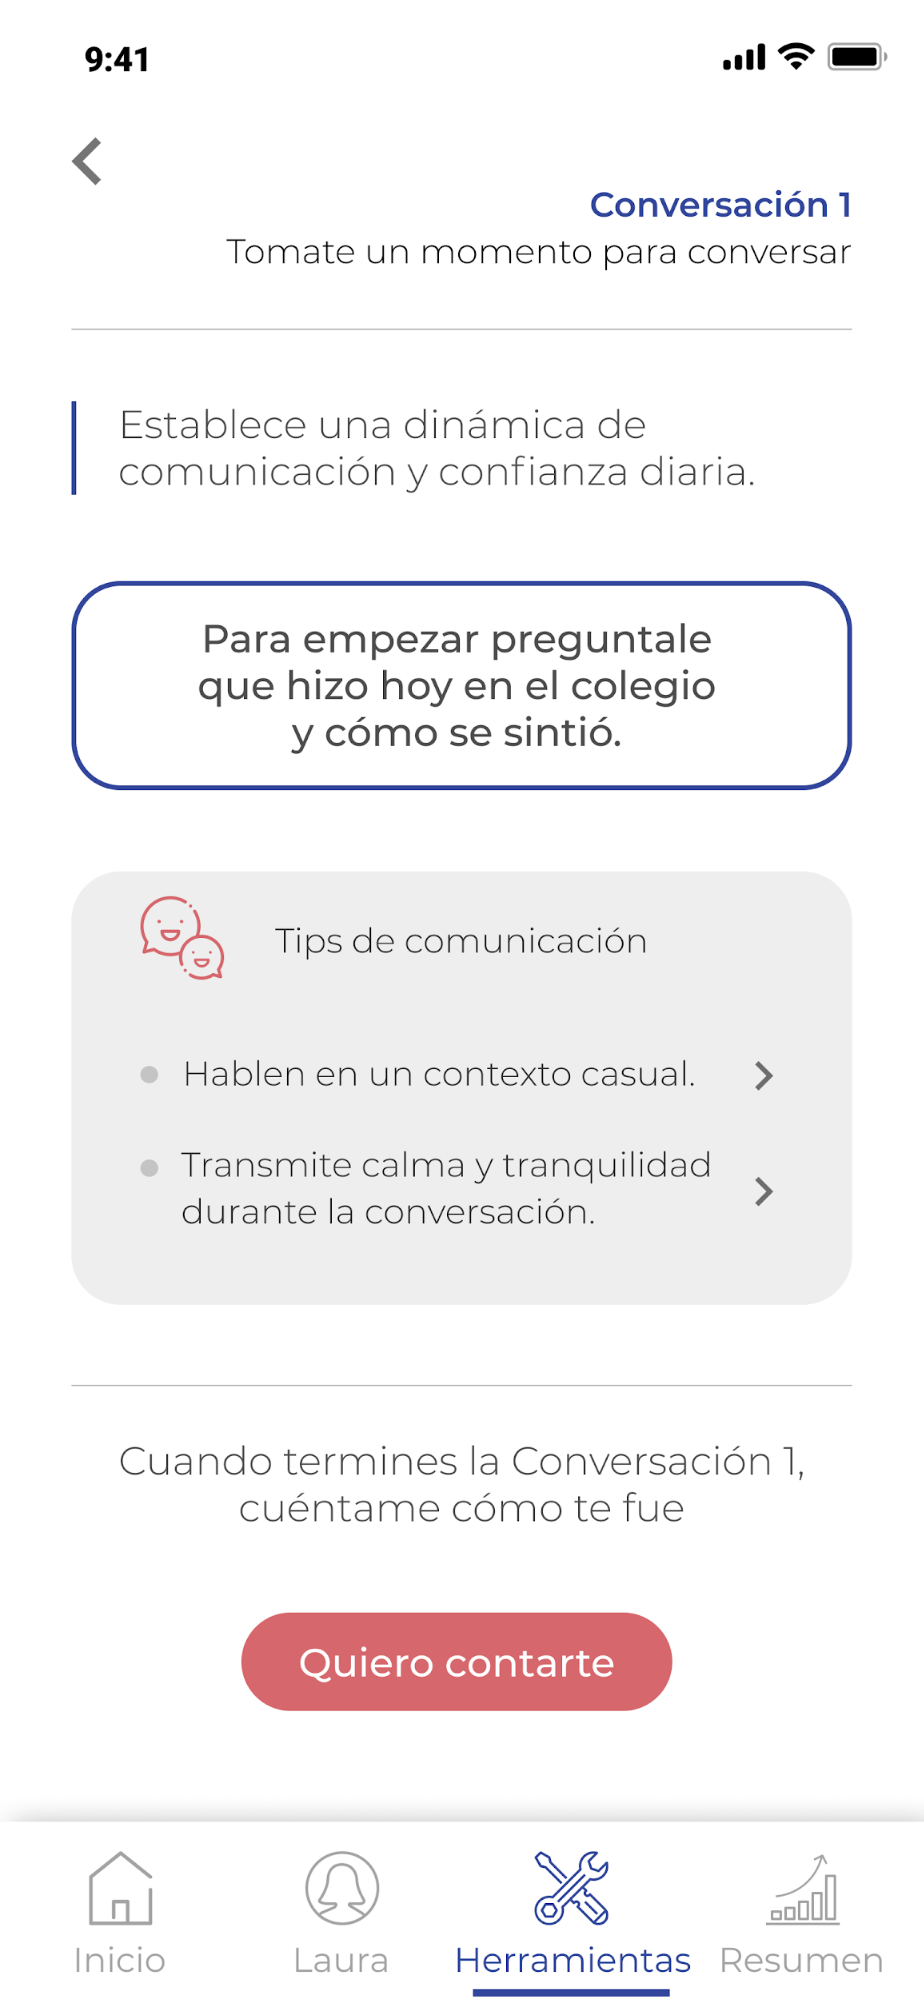 9:41
Conversación 1
Tomate un momento para conversar
Establece una dinámica de
comunicación y confianza diaria.
Para empezar preguntale
que hizo hoy en el colegio
y cómo se sintió.
Tips de comunicación
Hablen en un contexto casual.
Transmite calma y tranquilidad
durante la conversación.
Cuando termines la Conversación 1,
cuéntame cómo te fue
Quiero contarte
Inicio
Laura
Herramientas
Resumen